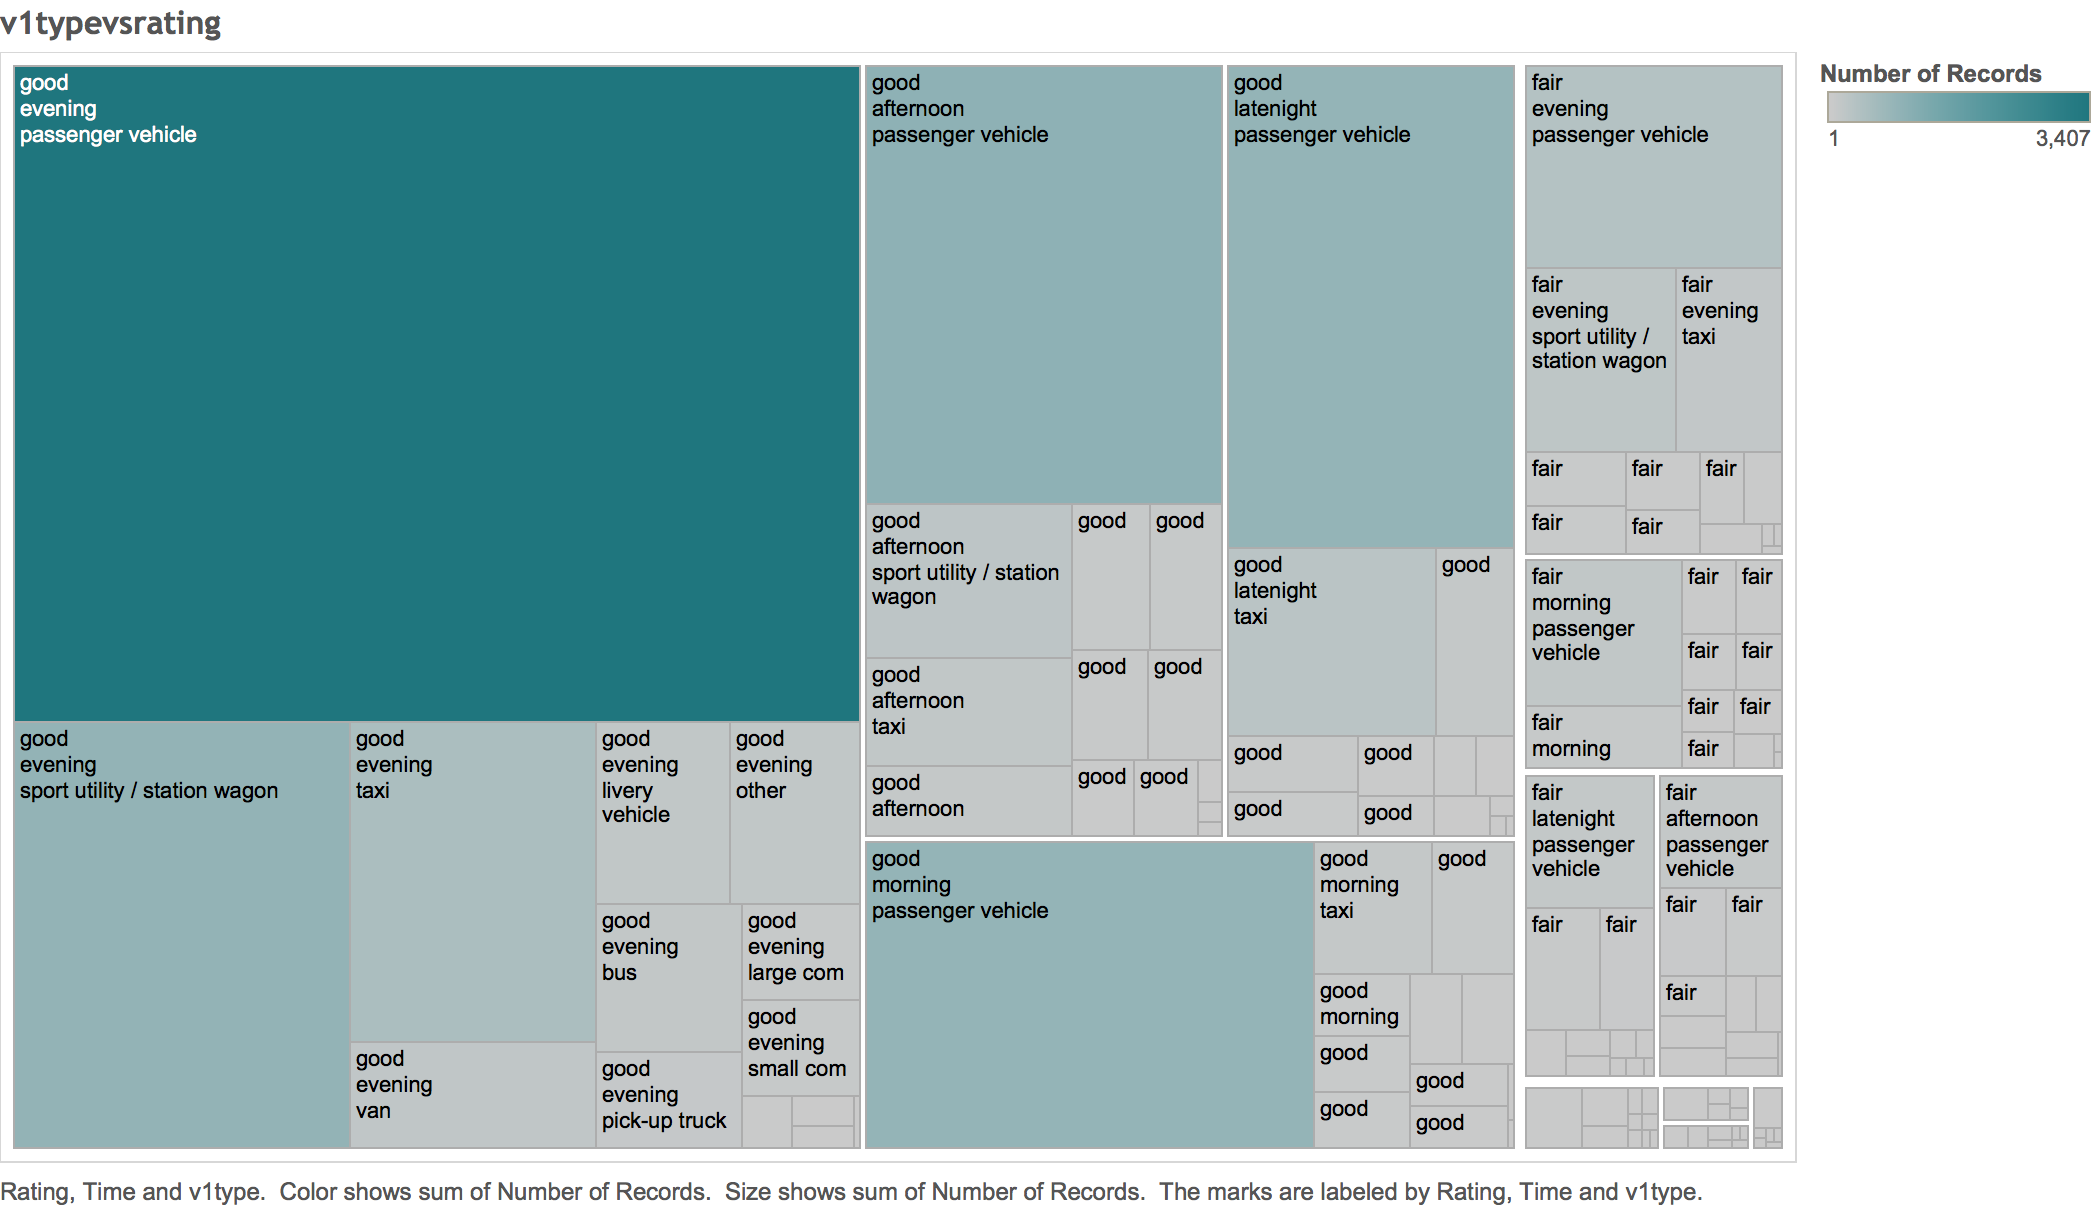 v1typevsrating
good
evening
passenger vehicle
good
evening
sport utility / station wagon
good
evening
taxi
good
evening
van
good
evening
livery
vehicle
good
evening
other
good
evening
bus
good
evening
large com
good
evening
small com
good
evening
pick-up truck
good
afternoon
passenger vehicle
good
afternoon
sport utility / station
wagon
good
good
good
afternoon
taxi
good
good
good
afternoon
good
good
good
latenight
passenger vehicle
good
latenight
taxi
good
good
good
good
good
good
morning
passenger vehicle
good
morning
taxi
good
good
morning
good
good
good
good
fair
evening
passenger vehicle
fair
evening
sport utility /
station wagon
fair
evening
taxi
fair
fair
fair
fair
fair
fair
morning
passenger
vehicle
fair
fair
fair
fair
fair
fair
fair
fair
morning
fair
latenight
passenger
vehicle
fair
fair
fair
afternoon
passenger
vehicle
fair
fair
fair
Number of Records
1
3,407
Rating, Time and v1type.  Color shows sum of Number of Records.  Size shows sum of Number of Records.  The marks are labeled by Rating, Time and v1type.